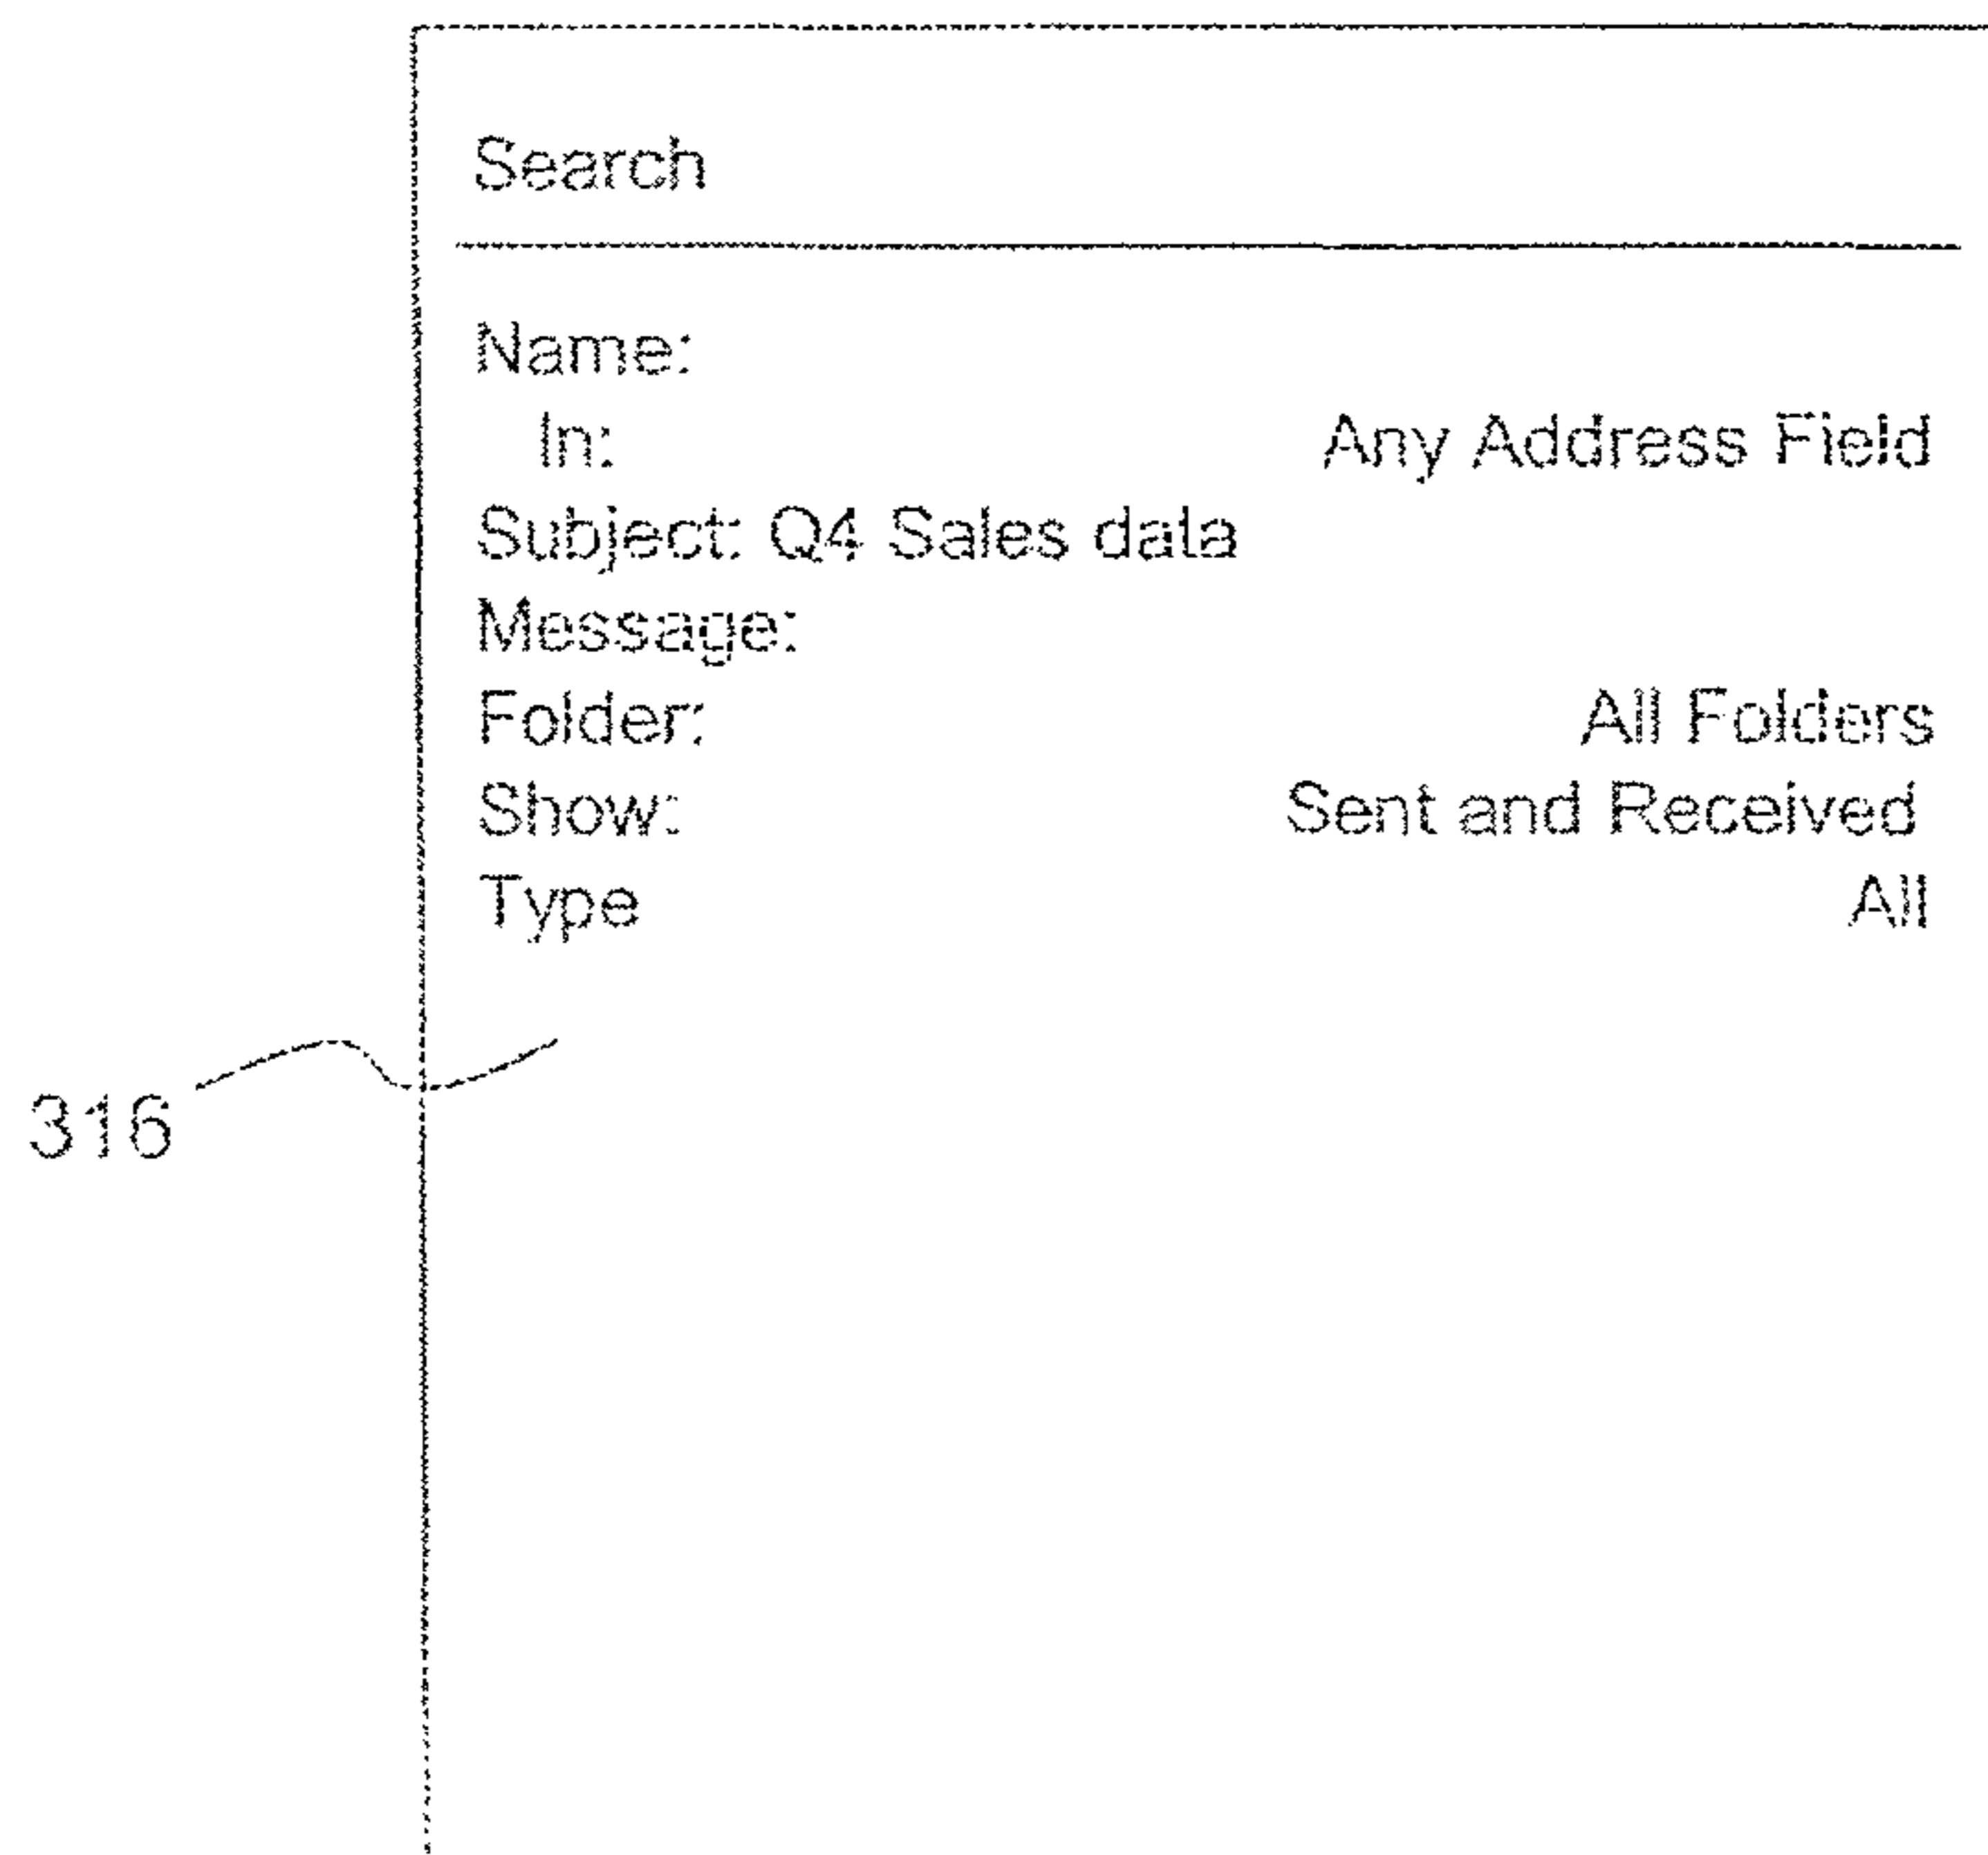 Search
Name:
In: Any Address Field
Subject: Q4 Sales data
Message:
Folder: All Folders
Show: Sent and Received
Type All
316